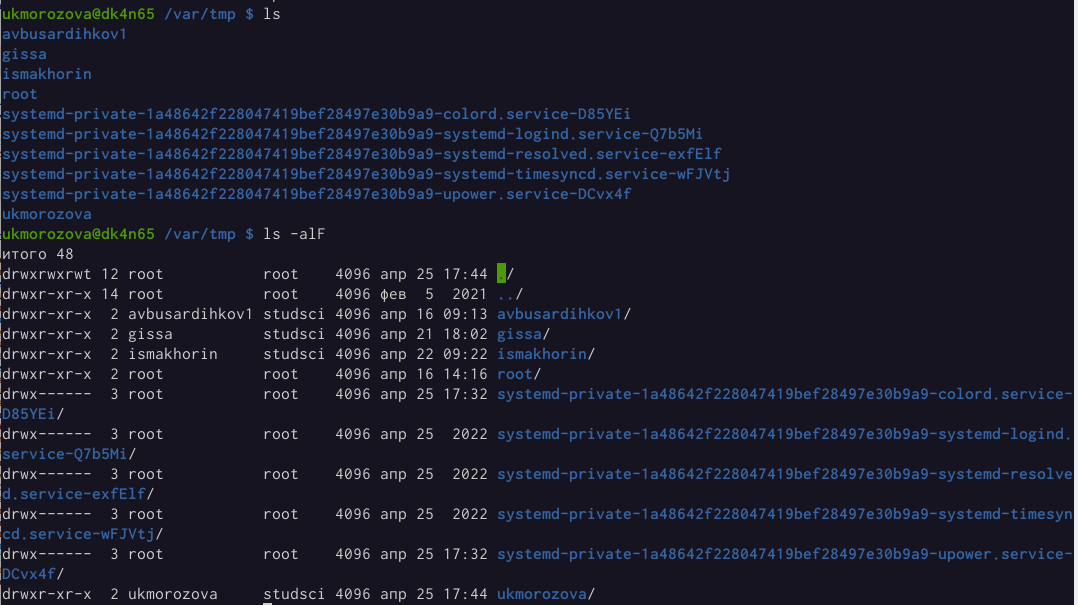 ukmorozova@dk4n65 /var/tmp $ ls
avbusardihkov1
gissa
ismakhorin
root
systemd-private-1a48642f228047419bef28497e30b9a9-colord.service-D85YEi
systemd-private-1a48642f228047419bef28497e30b9a9-systemd-logind.service-Q7b5Mi
systemd-private-1a48642f228047419bef28497e30b9a9-systemd-resolved.service-exfElf
systemd-private-1a48642f228047419bef28497e30b9a9-systemd-timesyncd.service-wFJVtj
systemd-private-1a48642f228047419bef28497e30b9a9-upower.service-DCvx4f
ukmorozova
ukmorozova@dk4n65 /var/tmp $ ls -alF
итого 48
drwxrwxrwt 12 root           root    4096 апр 25 17:44 ./
drwxr-xr-x 14 root           root    4096 фев  5  2021 ../
drwxr-xr-x  2 avbusardihkov1 studsci 4096 апр 16 09:13 avbusardihkov1/
drwxr-xr-x  2 gissa          studsci 4096 апр 21 18:02 gissa/
drwxr-xr-x  2 ismakhorin     studsci 4096 апр 22 09:22 ismakhorin/
drwxr-xr-x  2 root           root    4096 апр 16 14:16 root/
drwx------  3 root           root    4096 апр 25 17:32 systemd-private-1a48642f228047419bef28497e30b9a9-colord.service-
D85YEi/
drwx------  3 root           root    4096 апр 25  2022 systemd-private-1a48642f228047419bef28497e30b9a9-systemd-logind.
service-Q7b5Mi/
drwx------  3 root           root    4096 апр 25  2022 systemd-private-1a48642f228047419bef28497e30b9a9-systemd-resolve
d.service-exfElf/
drwx------  3 root           root    4096 апр 25  2022 systemd-private-1a48642f228047419bef28497e30b9a9-systemd-timesyn
cd.service-wFJVtj/
drwx------  3 root           root    4096 апр 25 17:32 systemd-private-1a48642f228047419bef28497e30b9a9-upower.service-
DCvx4f/
drwxr-xr-x  2 ukmorozova     studsci 4096 апр 25 17:44 ukmorozova/